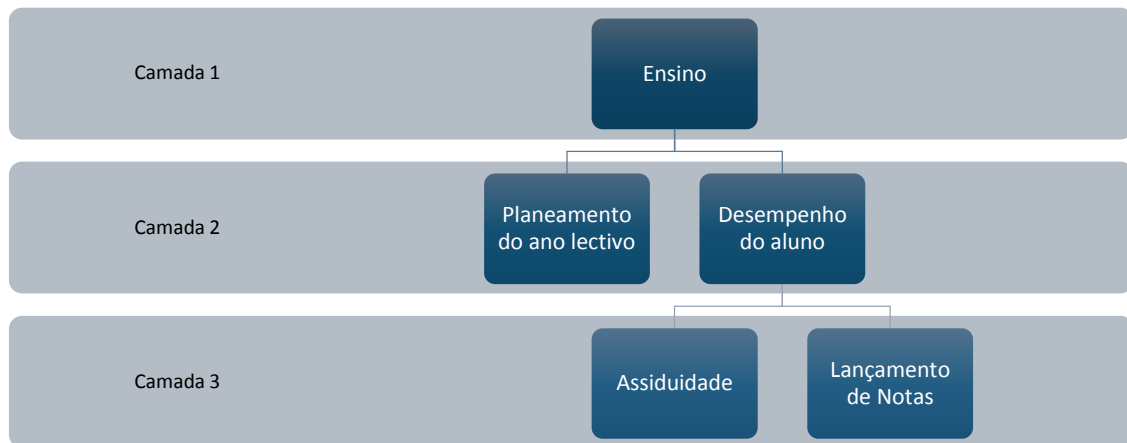 Camada 1
Ensino
Camada 2
Planeamento
do ano lectivo
Desempenho
do aluno
Camada 3
Assiduidade
Lançamento
de Notas